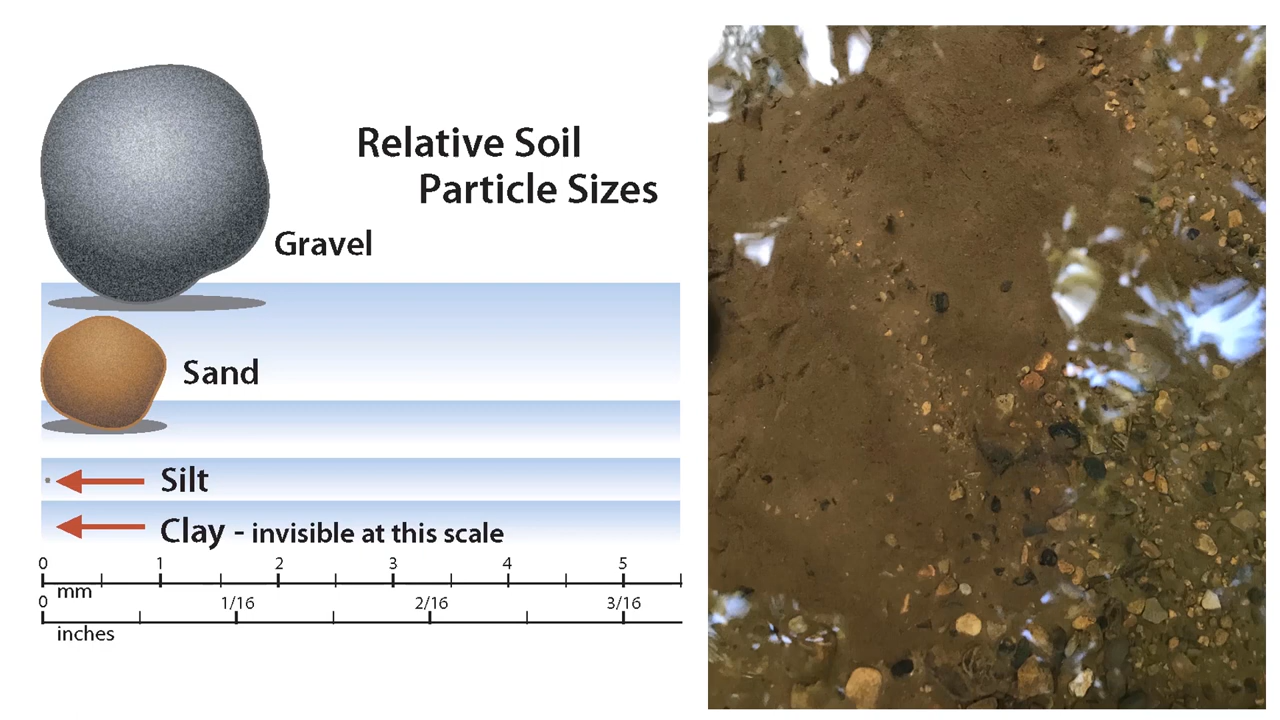 Relative Soil
Particle Sizes
Gravel
Sand
Silt
Clay - invisible at this scale
0 1 2 3 4 5
mm
0 1/16 2/16 3/16
inches